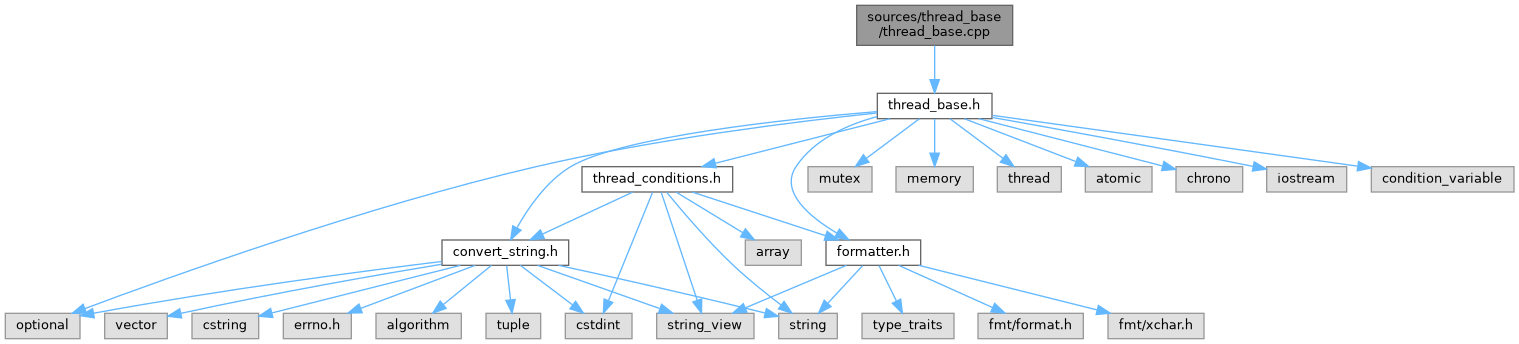 sources/thread_base
/thread_base.cpp
thread_base.h
thread_conditions.h
mutex
memory
thread
atomic
chrono
iostream
condition_variable
convert_string.h
array
formatter.h
optional
vector
cstring
errno.h
algorithm
tuple
cstdint
string_view
string
type_traits
fmt/format.h
fmt/xchar.h